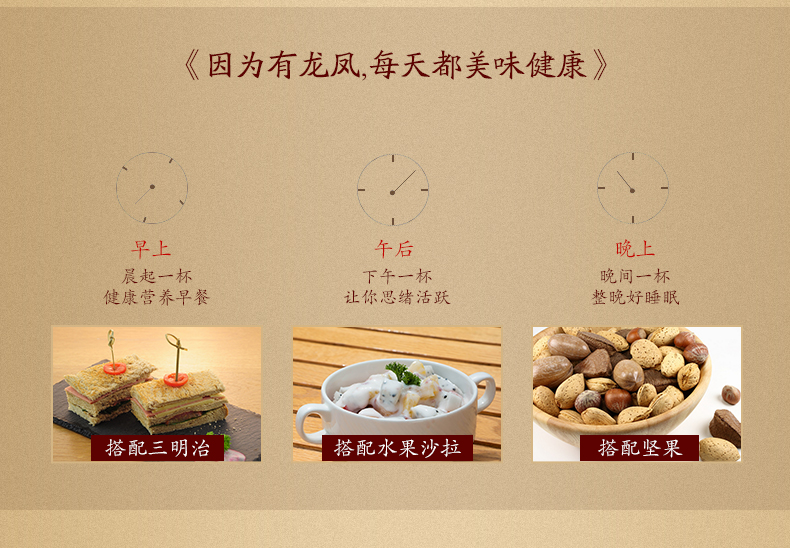 《因为有龙凤,每天都美味健康》
早上
晨起一杯
健康营养早餐
午后
下午一杯
让你思绪活跃
晚上
晚间一杯
整晚好睡眠
搭配三明治
搭配水果沙拉
搭配坚果